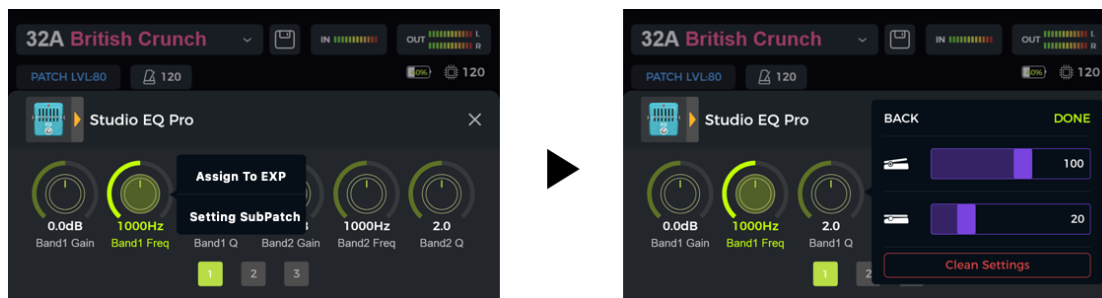 32A British Crunch
IN
OUT
L
R
PATCH LVL:80
120
0%
120
Studio EQ Pro
Assign To EXP
Setting SubPatch
0.0dB
1000Hz
1000Hz
2.0
Band1 Gain
Band1 Freq
Band1 Q
Band2 Gain
Band2 Freq
Band2 Q
1
2
3
32A British Crunch
IN
OUT
L
R
PATCH LVL:80
120
0%
120
Studio EQ Pro
BACK
DONE
100
20
0.0dB
1000Hz
2.0
Band1 Gain
Band1 Freq
Band1 Q
Clean Settings
1
2